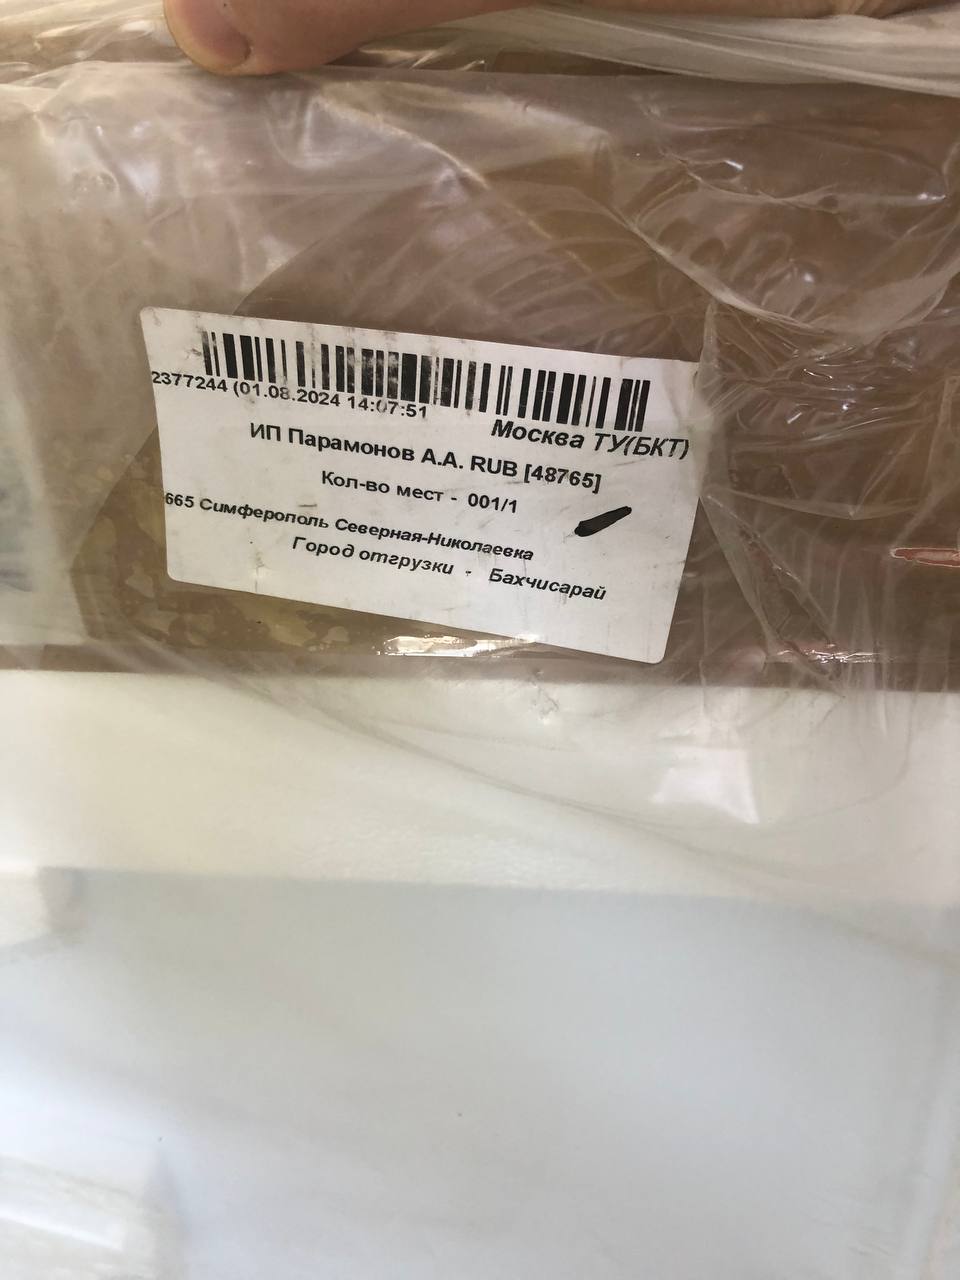 2377244 (01.08.2024 14:07:51
Москва ТУ(БКТ)
ИП Парамонов А.А. RUB [48765]
Кол-во мест - 001/1
665 Симферополь Северная-Николаевка
Город отгрузки - Бахчисарай